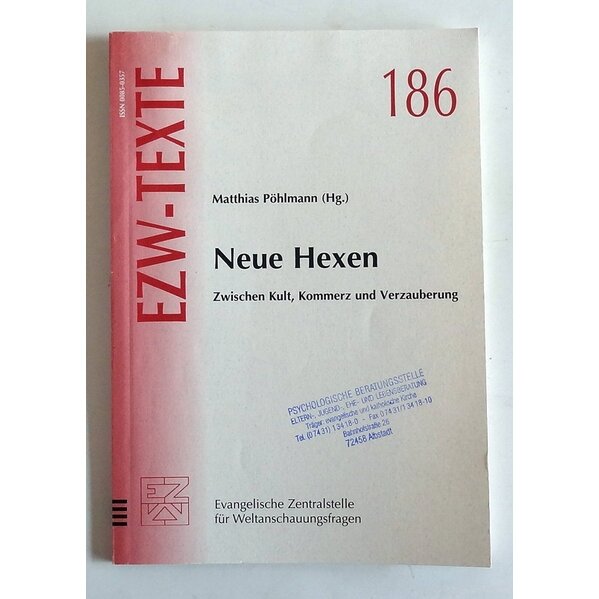 ISSN 0085-0357
EZW-TEXTE
186
Matthias Pöhlmann (Hg.)
Neue Hexen
Zwischen Kult, Kommerz und Verzauberung
PSYCHOLOGISCHE BERATUNGSSTELLE
ELTERN-, JUGEND-, EHE- UND LEBENSBERATUNG
Träger: evangelische und katholische Kirche
Tel. (0 74 31) 1 34 18-0 - Fax 0 74 31/1 34 18-10
Bahnhofstraße 26
72458 Albstadt
EZW
Evangelische Zentralstelle
für Weltanschauungsfragen